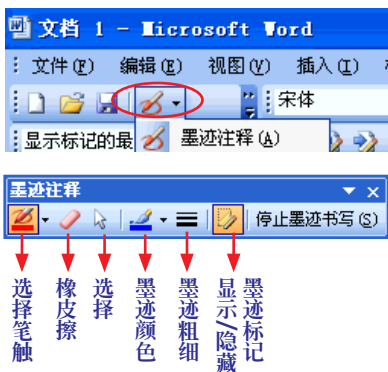 文档 1 - Microsoft Word
文件(F) 编辑(E) 视图(V) 插入(I)
宋体
显示标记的最 墨迹注释(A)
墨迹注释
停止墨迹书写(S)
选择笔触
橡皮擦
选择
墨迹颜色
墨迹粗细
墨迹标记
显示/隐藏